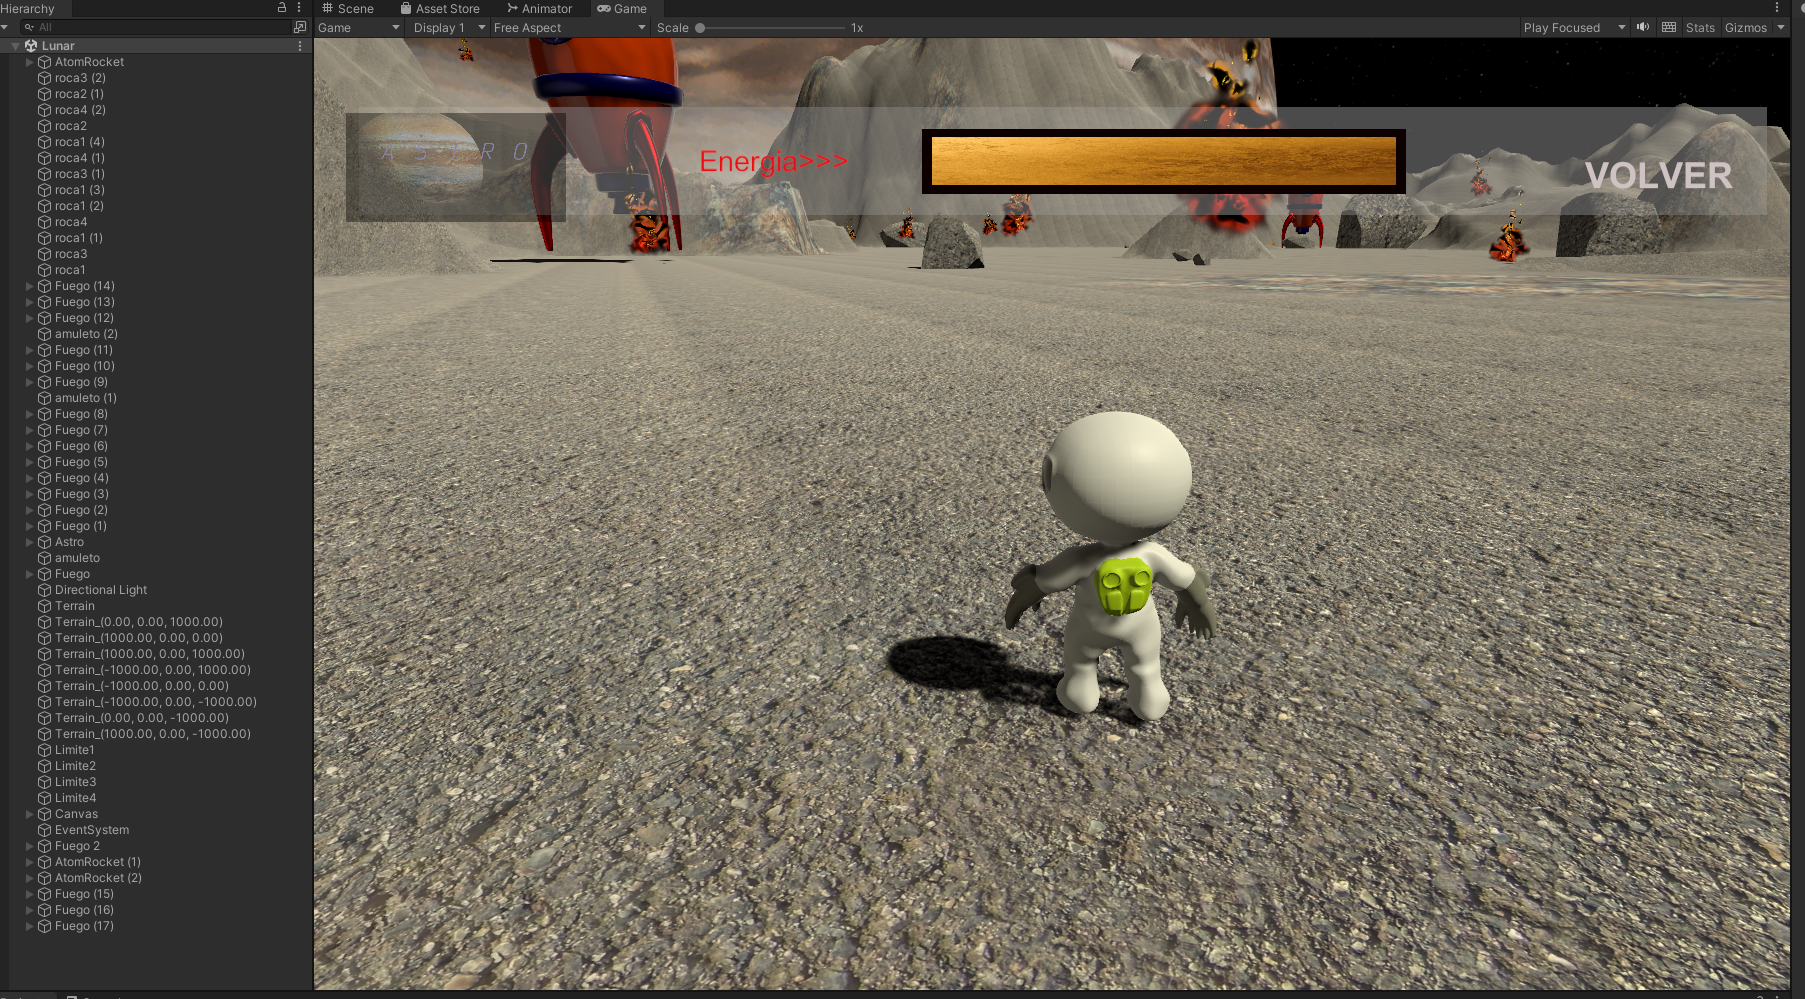 Hierarchy
All
Lunar
AtomRocket
roca3 (2)
roca2 (1)
roca4 (2)
roca2
roca1 (4)
roca4 (1)
roca3 (1)
roca1 (3)
roca1 (2)
roca4
roca1 (1)
roca3
roca1
Fuego (14)
Fuego (13)
Fuego (12)
amuleto (2)
Fuego (11)
Fuego (10)
Fuego (9)
amuleto (1)
Fuego (8)
Fuego (7)
Fuego (6)
Fuego (5)
Fuego (4)
Fuego (3)
Fuego (2)
Fuego (1)
Astro
amuleto
Fuego
Directional Light
Terrain
Terrain_(0.00, 0.00, 1000.00)
Terrain_(1000.00, 0.00, 0.00)
Terrain_(1000.00, 0.00, 1000.00)
Terrain_(-1000.00, 0.00, 1000.00)
Terrain_(-1000.00, 0.00, 0.00)
Terrain_(-1000.00, 0.00, -1000.00)
Terrain_(0.00, 0.00, -1000.00)
Terrain_(1000.00, 0.00, -1000.00)
Limite1
Limite2
Limite3
Limite4
Canvas
EventSystem
Fuego 2
AtomRocket (1)
AtomRocket (2)
Fuego (15)
Fuego (16)
Fuego (17)
Scene Asset Store Animator Game
Game Display 1 Free Aspect Scale 1x Play Focused Stats Gizmos
A S T R O
Energia>>>
VOLVER